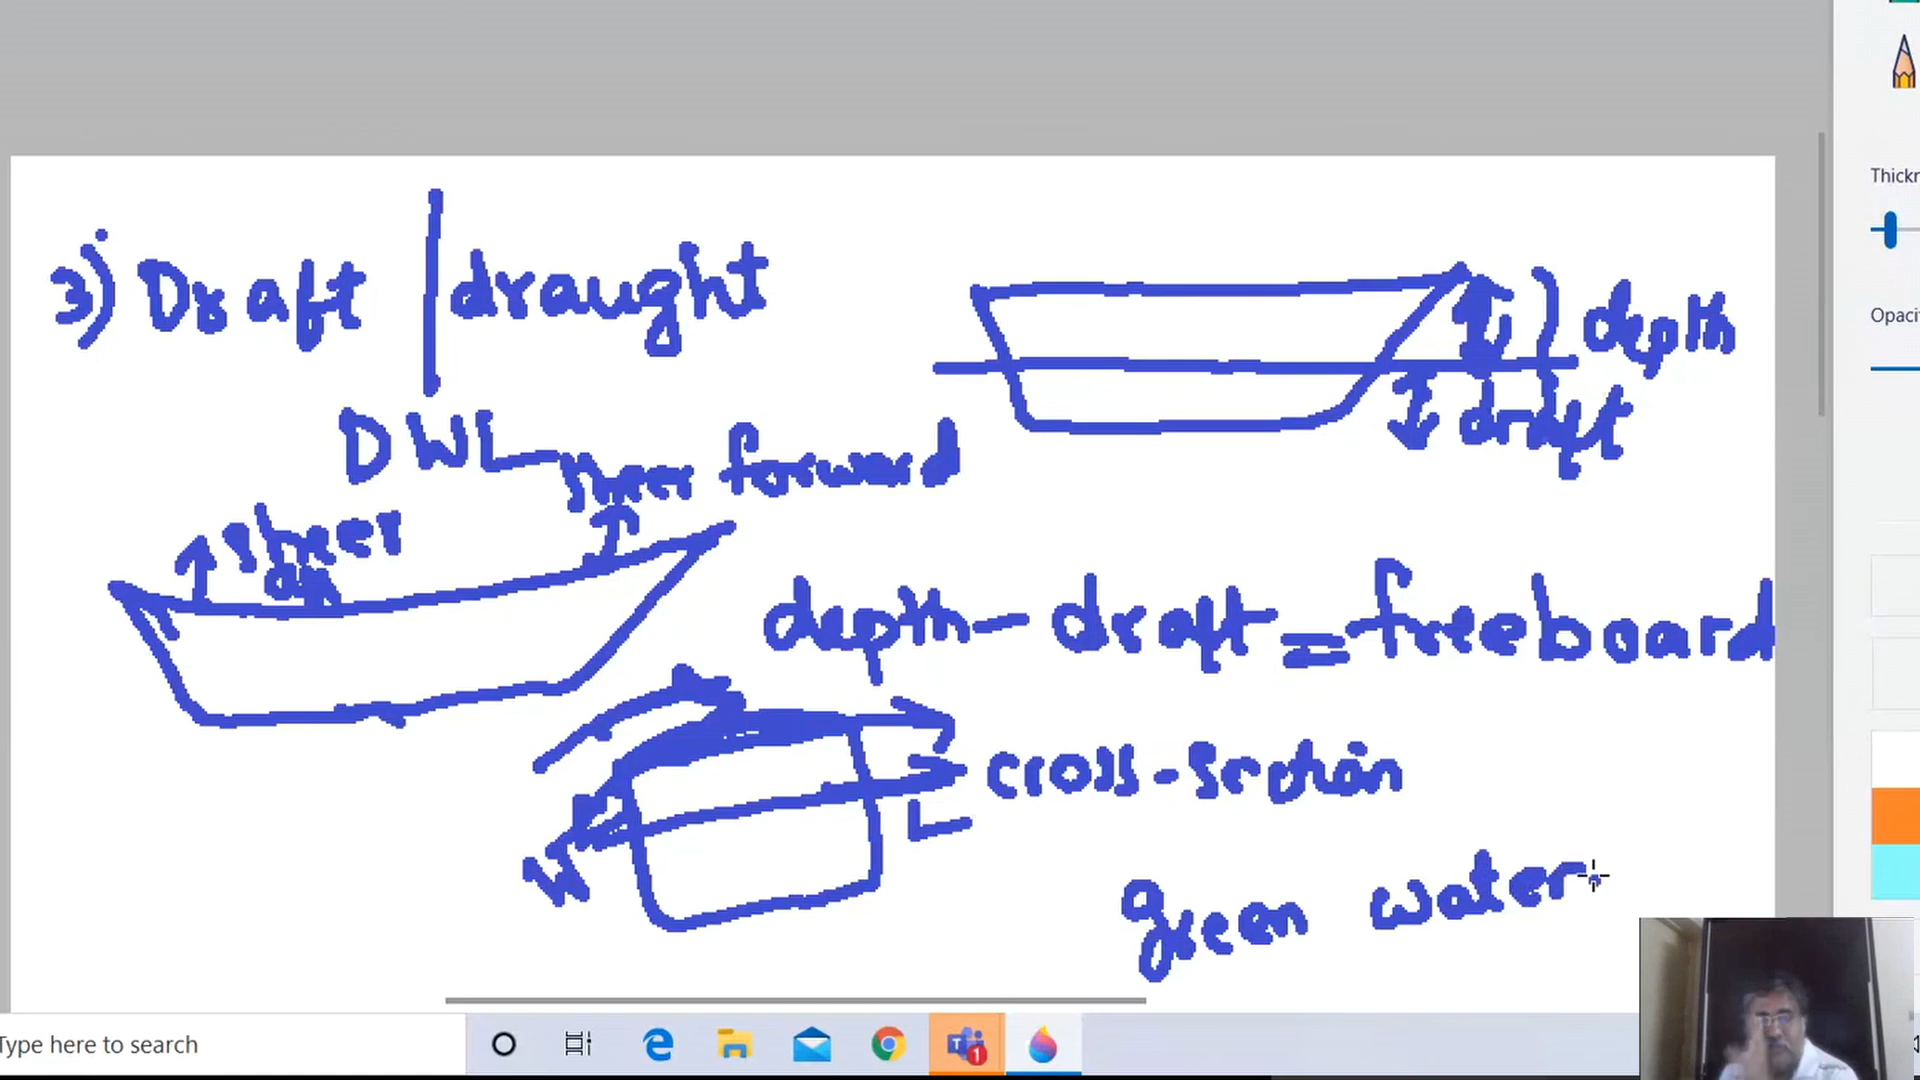 3) Draft | draught
depth
draft
DWL
sheer forward
sheer
depth - draft = freeboard
cross-section
W
L
green water
Thickn
Opaci
Type here to search
1